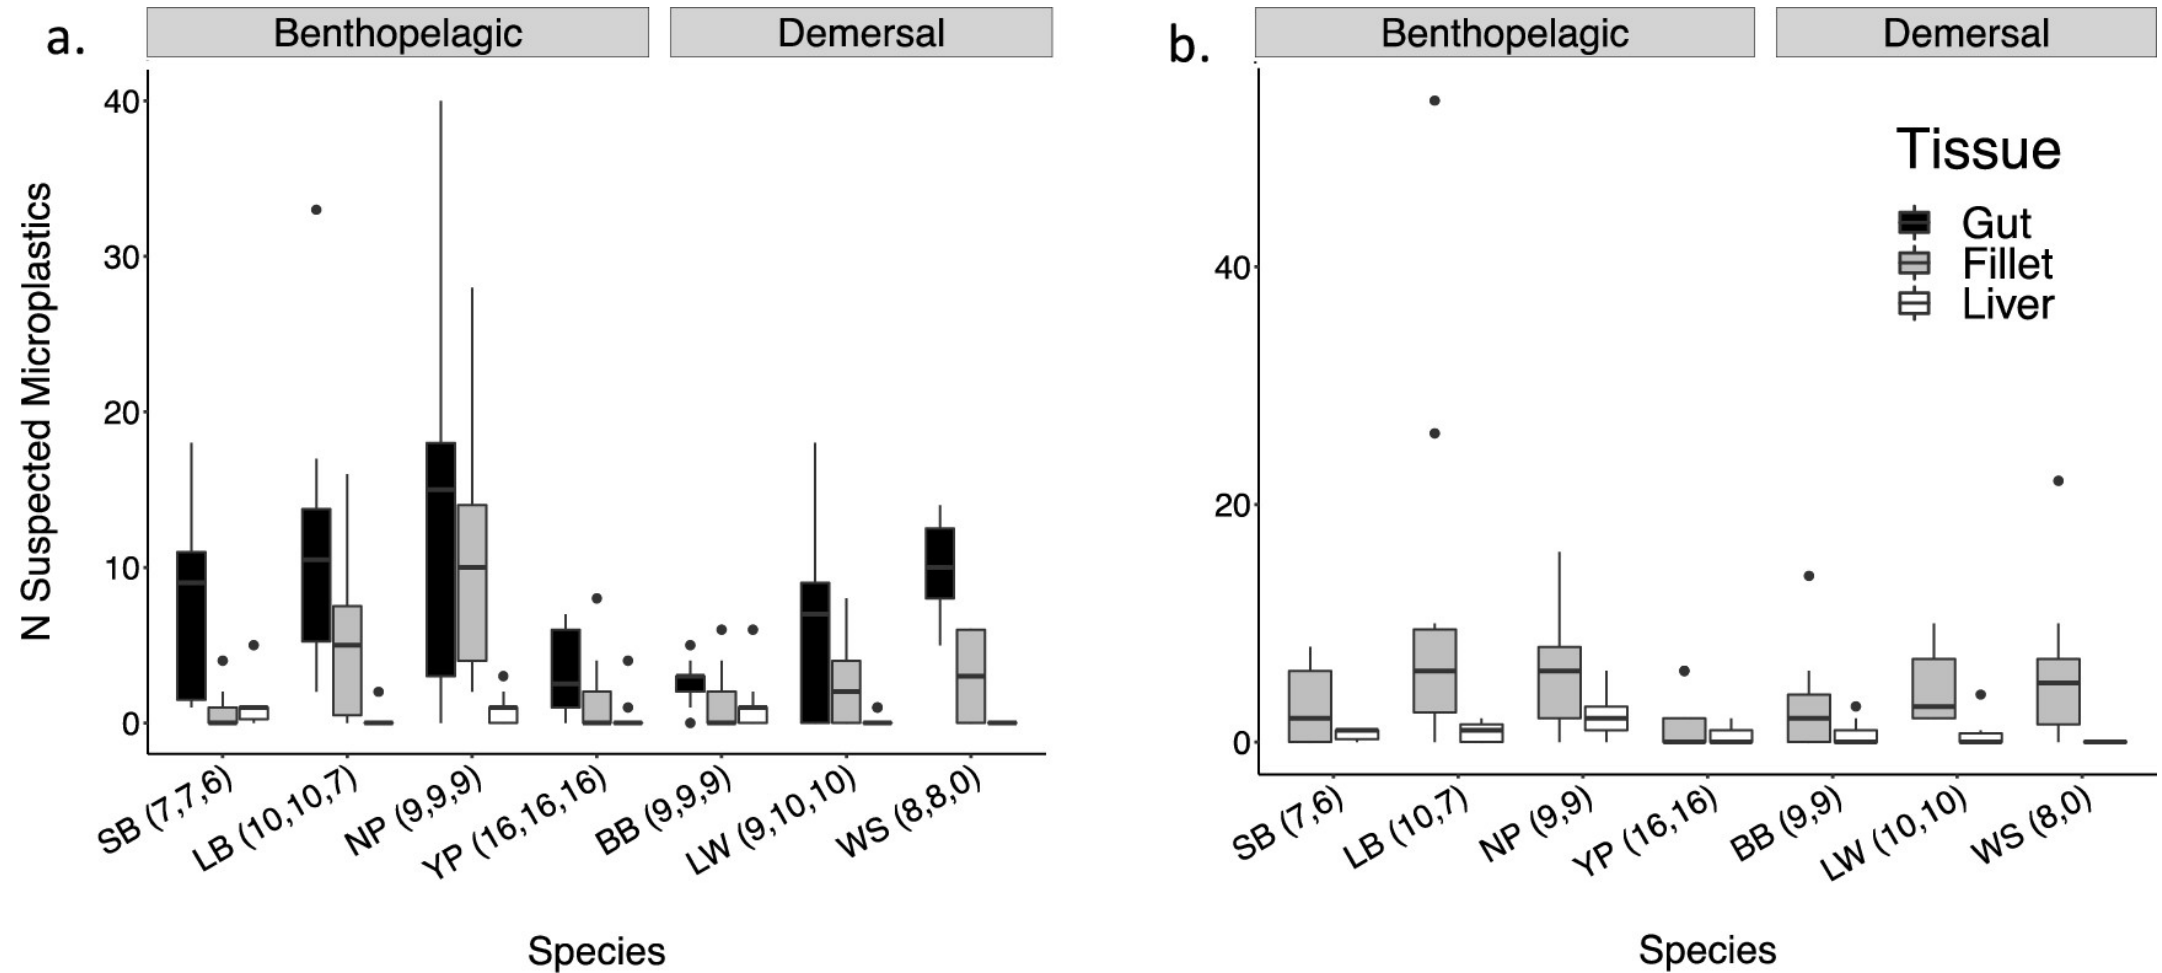 a.
Benthopelagic
Demersal
N Suspected Microplastics
40
30
20
10
0
SB (7,7,6)
LB (10,10,7)
NP (9,9,9)
YP (16,16,16)
BB (9,9,9)
LW (9,10,10)
WS (8,8,0)
Species
b.
Benthopelagic
Demersal
Tissue
Gut
Fillet
Liver
40
20
0
SB (7,6)
LB (10,7)
NP (9,9)
YP (16,16)
BB (9,9)
LW (10,10)
WS (8,0)
Species